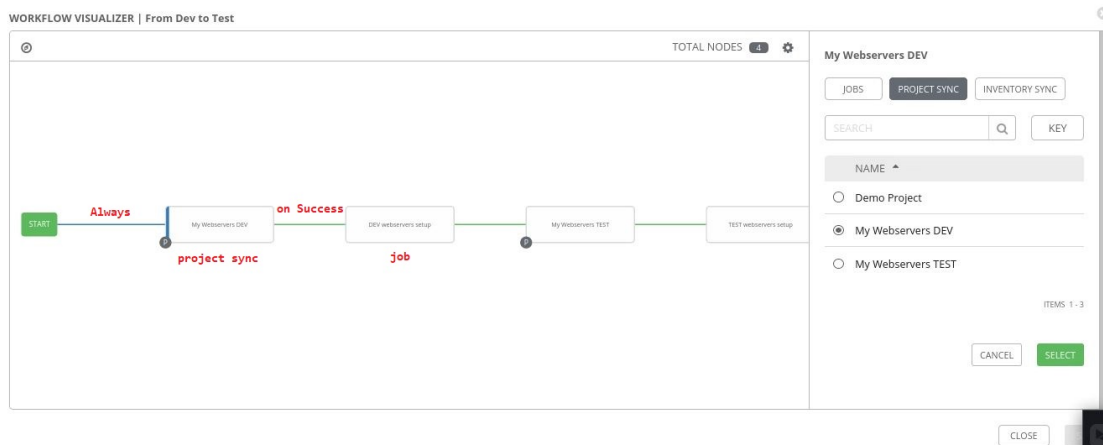 WORKFLOW VISUALIZER | From Dev to Test
TOTAL NODES 4
My Webservers DEV
JOBS PROJECT SYNC INVENTORY SYNC
SEARCH KEY
NAME
Demo Project
My Webservers DEV
My Webservers TEST
ITEMS 1 - 3
CANCEL SELECT
Always on Success
START My Webservers DEV DEV webservers setup My Webservers TEST TEST webservers setup
P P
project sync job
CLOSE